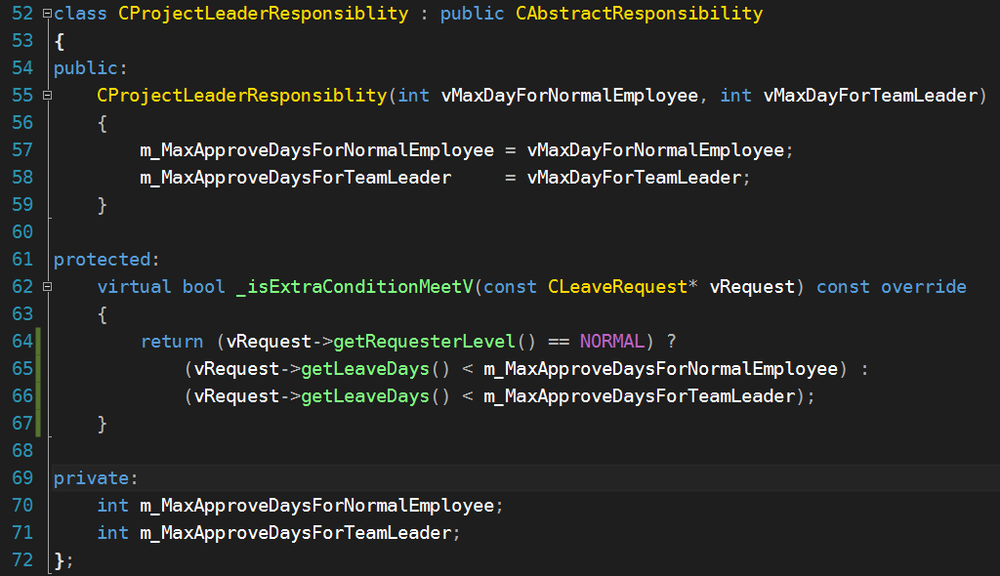 52 class CProjectLeaderResponsiblity : public CAbstractResponsibility
53 {
54 public:
55     CProjectLeaderResponsiblity(int vMaxDayForNormalEmployee, int vMaxDayForTeamLeader)
56     {
57         m_MaxApproveDaysForNormalEmployee = vMaxDayForNormalEmployee;
58         m_MaxApproveDaysForTeamLeader     = vMaxDayForTeamLeader;
59     }
60
61 protected:
62     virtual bool _isExtraConditionMeetV(const CLeaveRequest* vRequest) const override
63     {
64         return (vRequest->getRequesterLevel() == NORMAL) ?
65             (vRequest->getLeaveDays() < m_MaxApproveDaysForNormalEmployee) :
66             (vRequest->getLeaveDays() < m_MaxApproveDaysForTeamLeader);
67     }
68
69 private:
70     int m_MaxApproveDaysForNormalEmployee;
71     int m_MaxApproveDaysForTeamLeader;
72 };